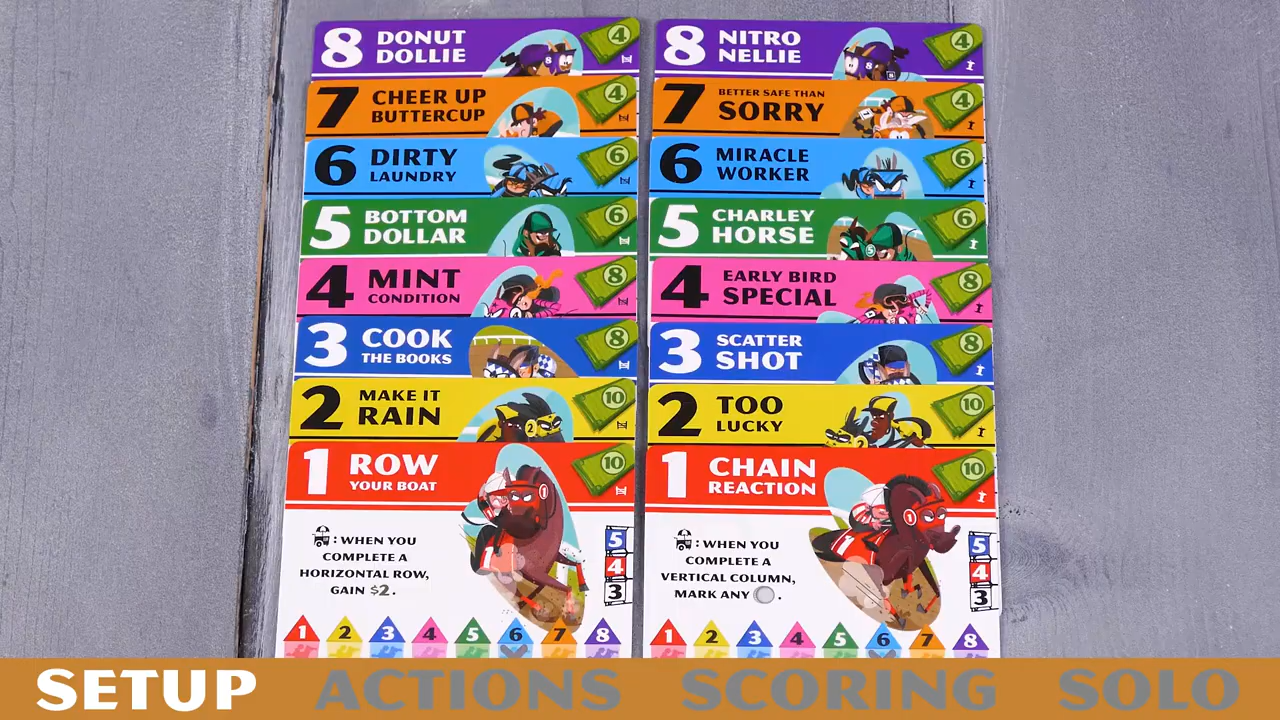 8 DONUT DOLLIE 4
7 CHEER UP BUTTERCUP 4
6 DIRTY LAUNDRY 6
5 BOTTOM DOLLAR 6
4 MINT CONDITION 8
3 COOK THE BOOKS 8
2 MAKE IT RAIN 10
1 ROW YOUR BOAT 10
: WHEN YOU
COMPLETE A
HORIZONTAL ROW,
GAIN $2.
5
4
3
1 2 3 4 5 6 7 8
8 NITRO NELLIE 4
7 BETTER SAFE THAN SORRY 4
6 MIRACLE WORKER 6
5 CHARLEY HORSE 6
4 EARLY BIRD SPECIAL 8
3 SCATTER SHOT 8
2 TOO LUCKY 10
1 CHAIN REACTION 10
: WHEN YOU
COMPLETE A
VERTICAL COLUMN,
MARK ANY .
5
4
3
1 2 3 4 5 6 7 8
SETUP ACTIONS SCORING SOLO